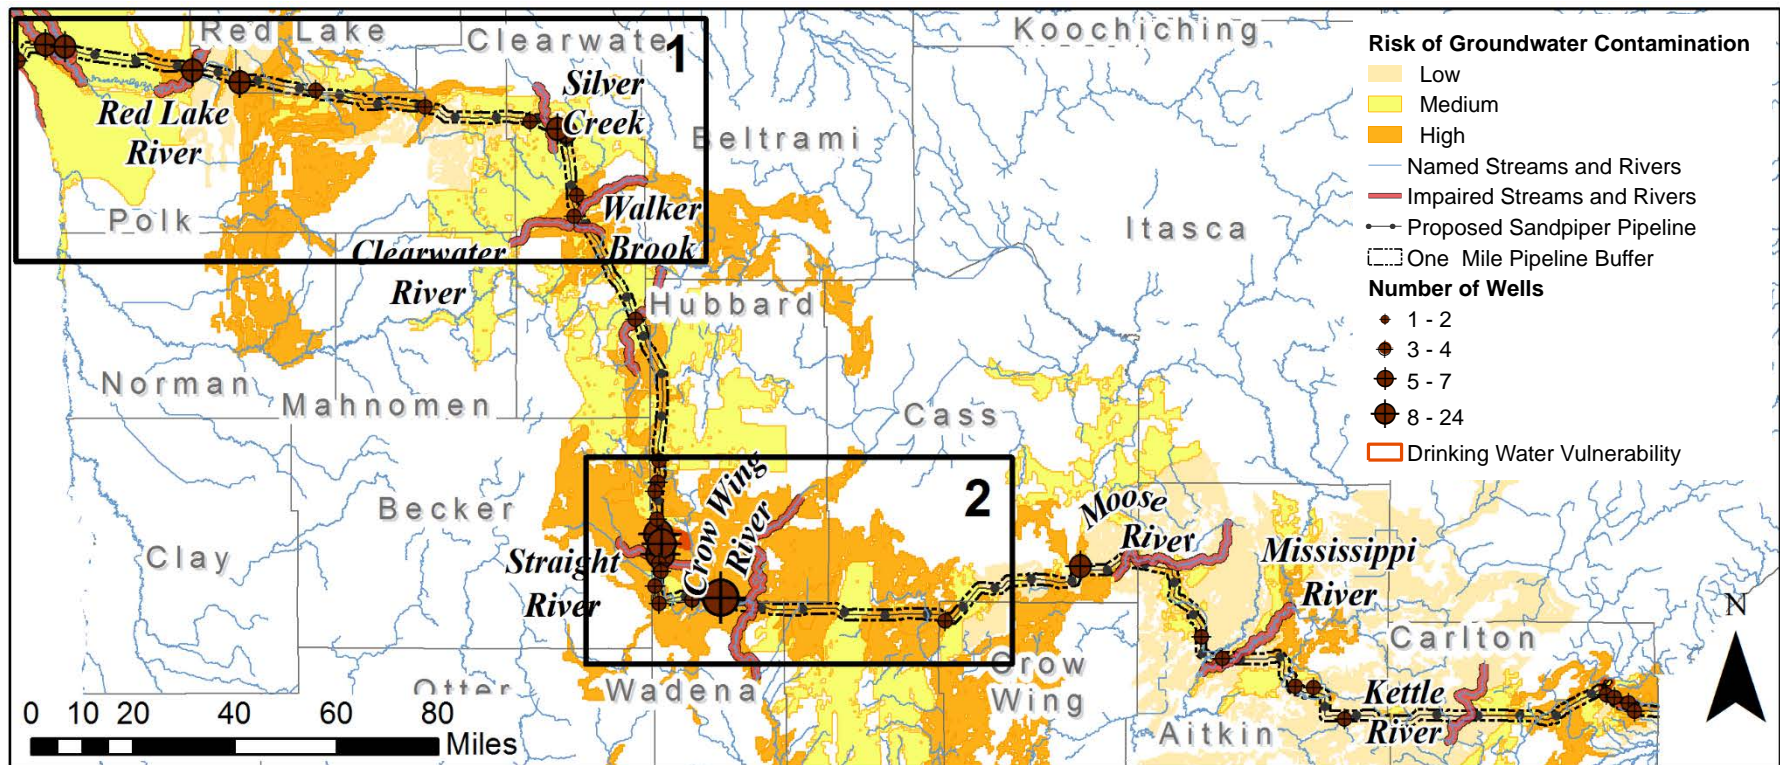 Red Lake
Clearwate
1
Koochiching
Silver
Creek
Red Lake
River
Beltrami
Polk
Walker
Brook
Clearwater
River
Itasca
Hubbard
Norman
Mahnomen
Cass
Becker
Clay
2
Crow Wing
River
Straight
River
Moose
River
Mississippi
River
Carlton
Crow
Wing
Otter
Wadena
Kettle
River
Aitkin
0 10 20 40 60 80
Miles
N
Risk of Groundwater Contamination
Low
Medium
High
Named Streams and Rivers
Impaired Streams and Rivers
Proposed Sandpiper Pipeline
One Mile Pipeline Buffer
Number of Wells
1 - 2
3 - 4
5 - 7
8 - 24
Drinking Water Vulnerability